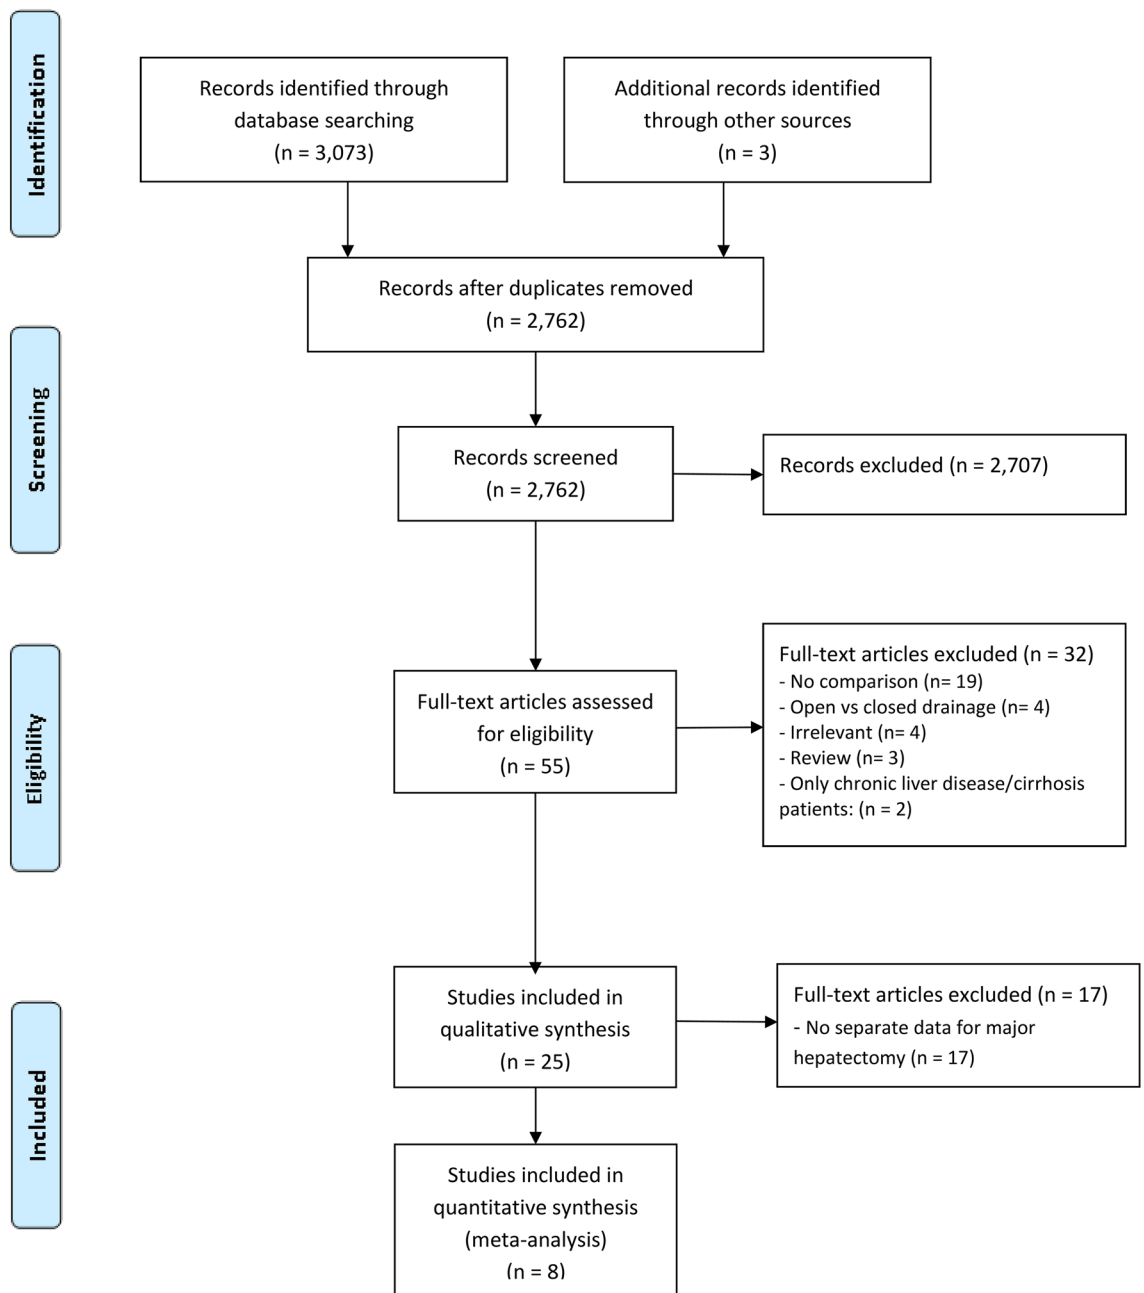 Identification
Records identified through
database searching
(n = 3,073)
Additional records identified
through other sources
(n = 3)
Records after duplicates removed
(n = 2,762)
Screening
Records screened
(n = 2,762)
Records excluded (n = 2,707)
Eligibility
Full-text articles assessed
for eligibility
(n = 55)
Full-text articles excluded (n = 32)
- No comparison (n= 19)
- Open vs closed drainage (n= 4)
- Irrelevant (n= 4)
- Review (n= 3)
- Only chronic liver disease/cirrhosis
patients: (n = 2)
Included
Studies included in
qualitative synthesis
(n = 25)
Full-text articles excluded (n = 17)
- No separate data for major
hepatectomy (n = 17)
Studies included in
quantitative synthesis
(meta-analysis)
(n = 8)